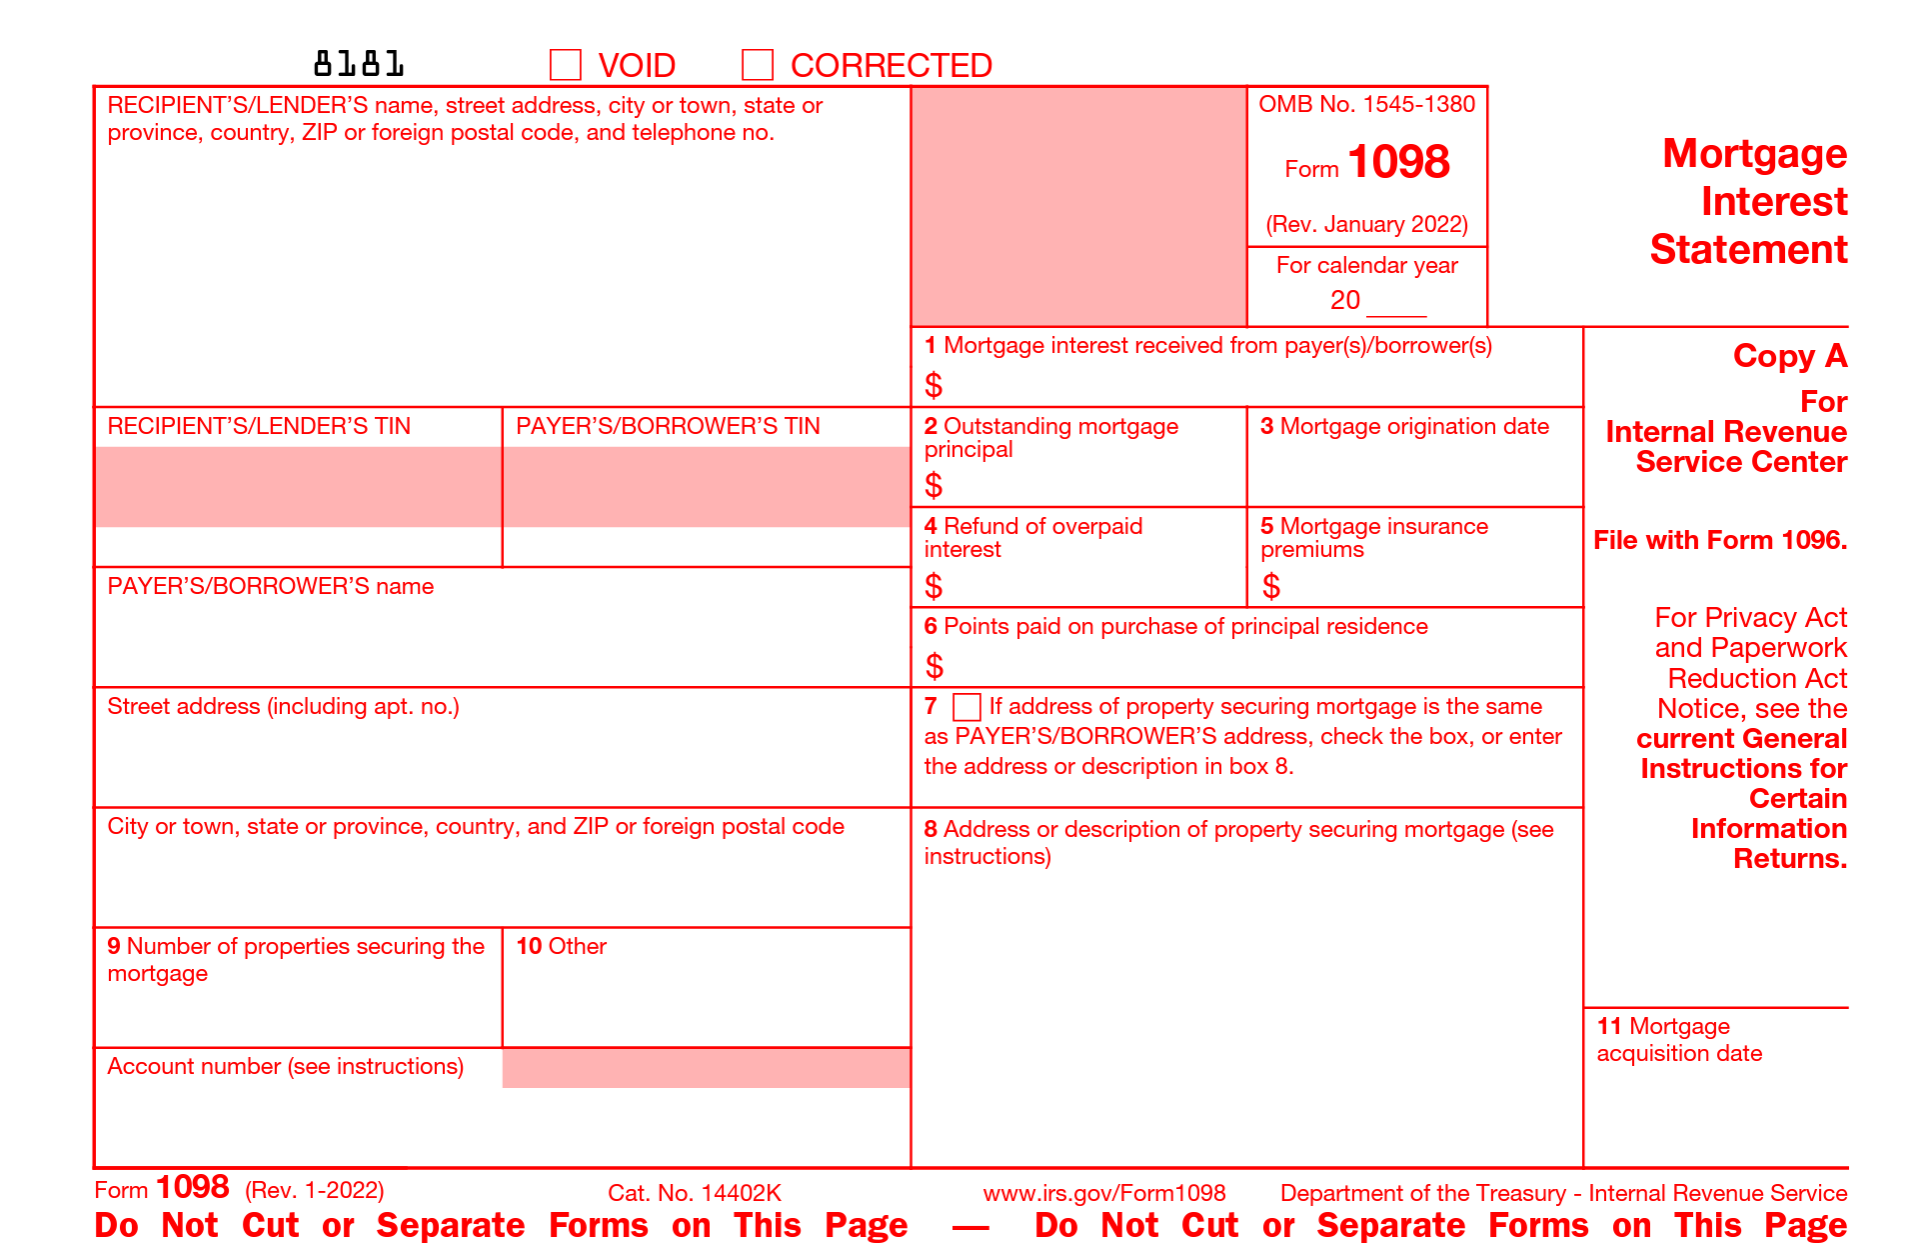 8181
VOID
CORRECTED
RECIPIENT’S/LENDER’S name, street address, city or town, state or
province, country, ZIP or foreign postal code, and telephone no.
OMB No. 1545-1380
Form 1098
(Rev. January 2022)
For calendar year
20 _____
Mortgage
Interest
Statement
1 Mortgage interest received from payer(s)/borrower(s)
$
Copy A
For
Internal Revenue
Service Center
File with Form 1096.
For Privacy Act
and Paperwork
Reduction Act
Notice, see the
current General
Instructions for
Certain
Information
Returns.
RECIPIENT’S/LENDER’S TIN
PAYER’S/BORROWER’S TIN
2 Outstanding mortgage
principal
$
3 Mortgage origination date
4 Refund of overpaid
interest
$
5 Mortgage insurance
premiums
$
PAYER’S/BORROWER’S name
6 Points paid on purchase of principal residence
$
Street address (including apt. no.)
7 If address of property securing mortgage is the same
as PAYER’S/BORROWER’S address, check the box, or enter
the address or description in box 8.
City or town, state or province, country, and ZIP or foreign postal code
8 Address or description of property securing mortgage (see
instructions)
9 Number of properties securing the
mortgage
10 Other
11 Mortgage
acquisition date
Account number (see instructions)
Form 1098 (Rev. 1-2022)
Cat. No. 14402K
www.irs.gov/Form1098
Department of the Treasury - Internal Revenue Service
Do Not Cut or Separate Forms on This Page — Do Not Cut or Separate Forms on This Page